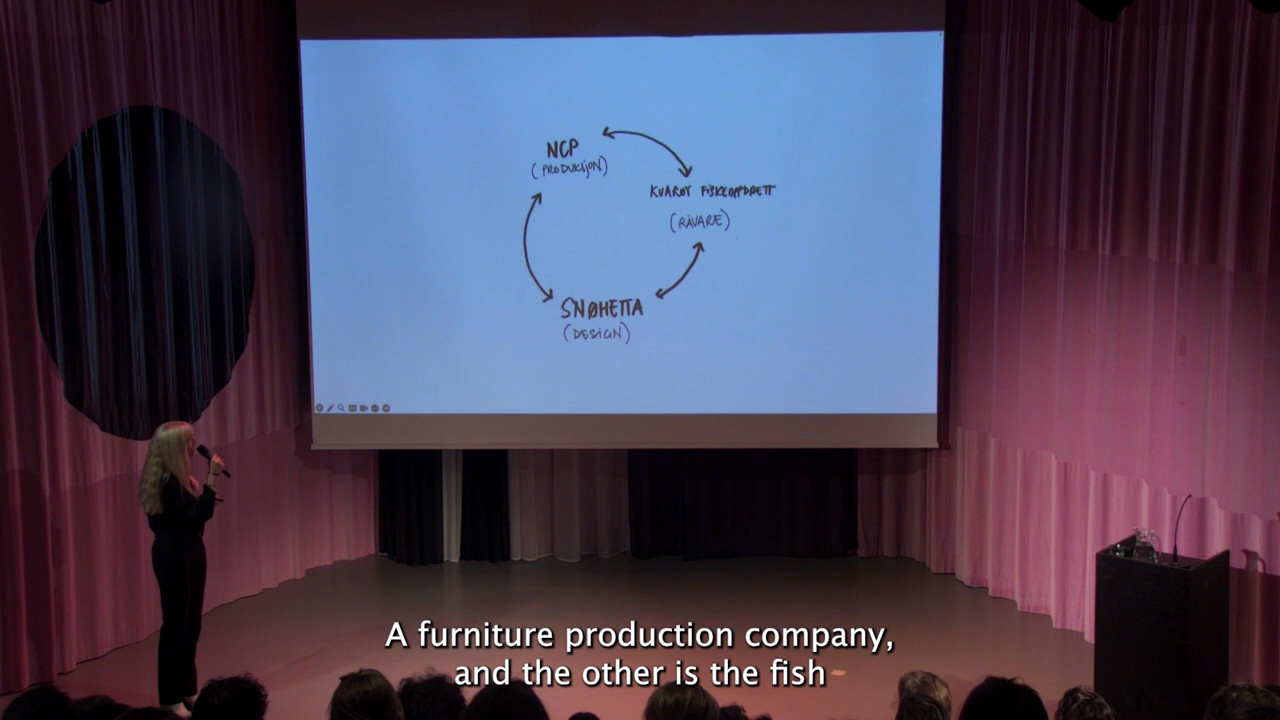 NCP
(PRODUKSJON)
KVARØY FISKEOPPDRETT
(RÅVARE)
SNØHETTA
(DESIGN)
A furniture production company,
and the other is the fish